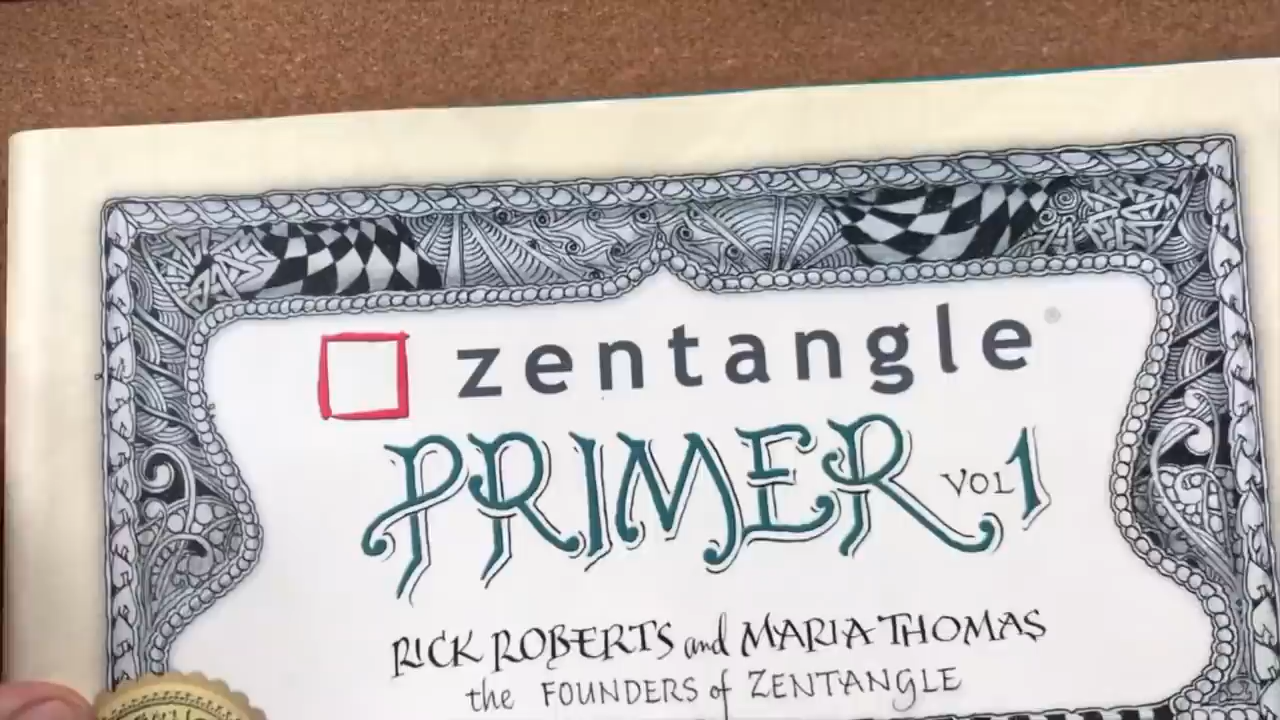 zentangle®
PRIMER VOL 1
RICK ROBERTS and MARIA THOMAS
the FOUNDERS of ZENTANGLE